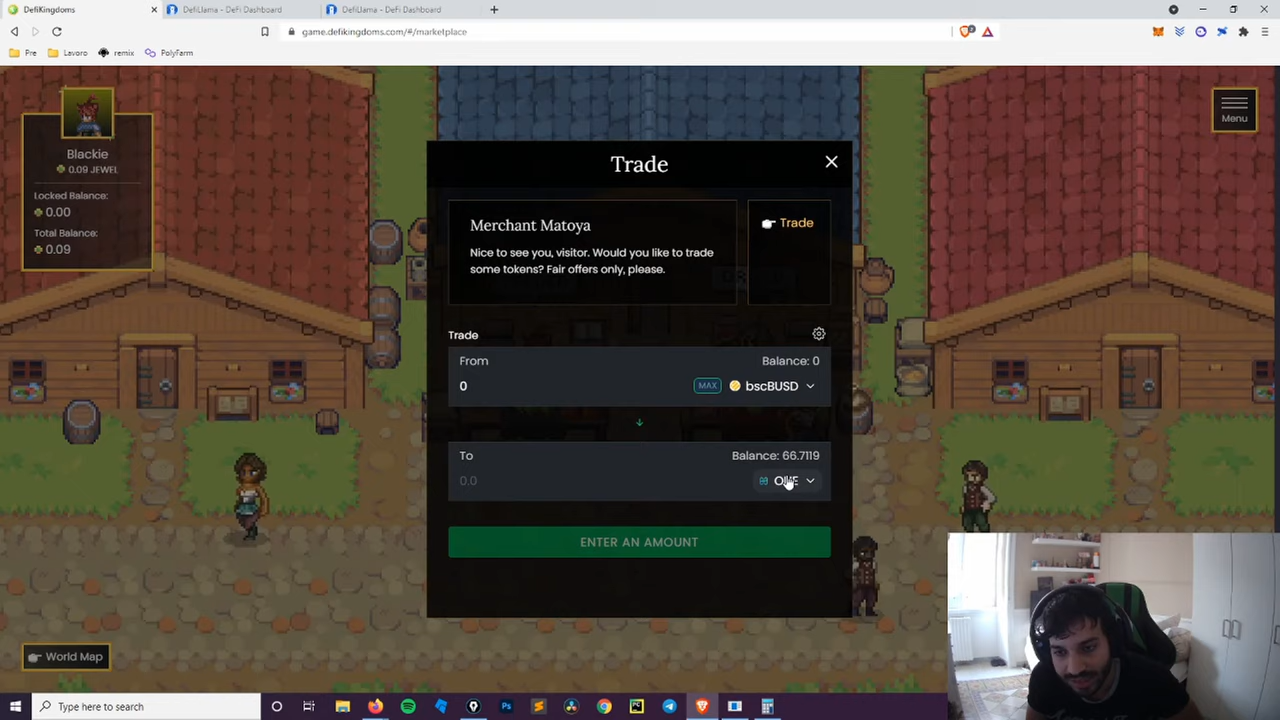 DefiKingdoms
DefiLlama - DeFi Dashboard
DefiLlama - DeFi Dashboard
game.defikingdoms.com/#/marketplace
Pre
Lavoro
remix
PolyFarm
Blackie
0.09 JEWEL
Locked Balance:
0.00
Total Balance:
0.09
Menu
Trade
Merchant Matoya
Nice to see you, visitor. Would you like to trade
some tokens? Fair offers only, please.
Trade
Trade
From
Balance: 0
0
MAX
bscBUSD
To
Balance: 66.7119
0.0
ENTER AN AMOUNT
World Map
Type here to search